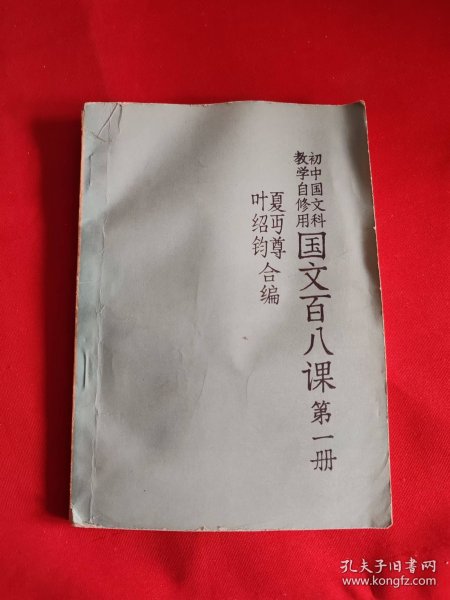 初中国文科
教学自修用
国文百八课 第一册
夏丏尊
叶绍钧
合编
孔夫子旧书网
www.kongfz.com